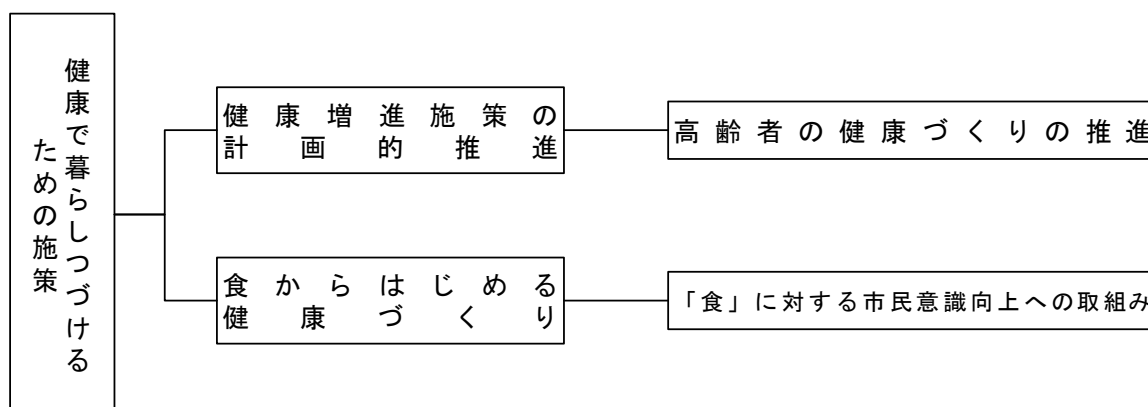 健康で暮らしつづける
ための施策
健康増進施策の
計画的推進
高齢者の健康づくりの推進
食からはじめる
健康づくり
「食」に対する市民意識向上への取組み